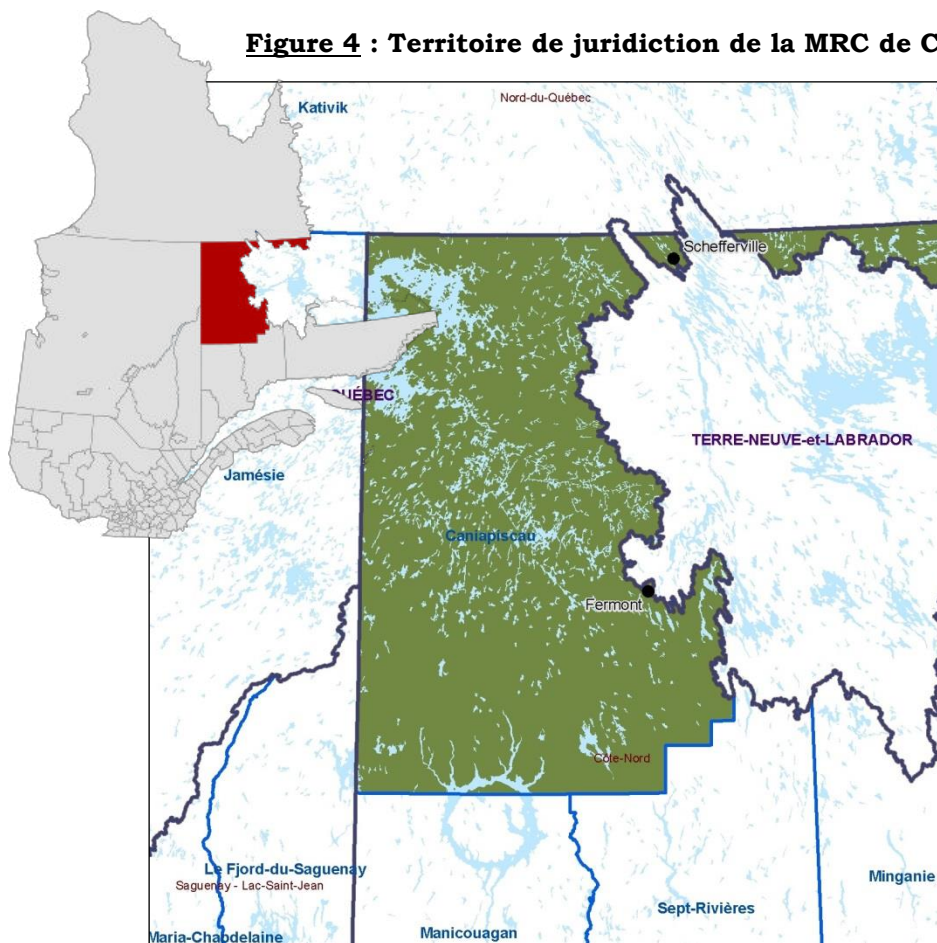 Figure 4 : Territoire de juridiction de la MRC de C
Kativik
Nord-du-Québec
Schefferville
QUÉBEC
TERRE-NEUVE-et-LABRADOR
Jamésie
Caniapiscau
Fermont
Côte-Nord
Le Fjord-du-Saguenay
Saguenay - Lac-Saint-Jean
Minganie
Sept-Rivières
Manicouagan
Maria-Chapdelaine